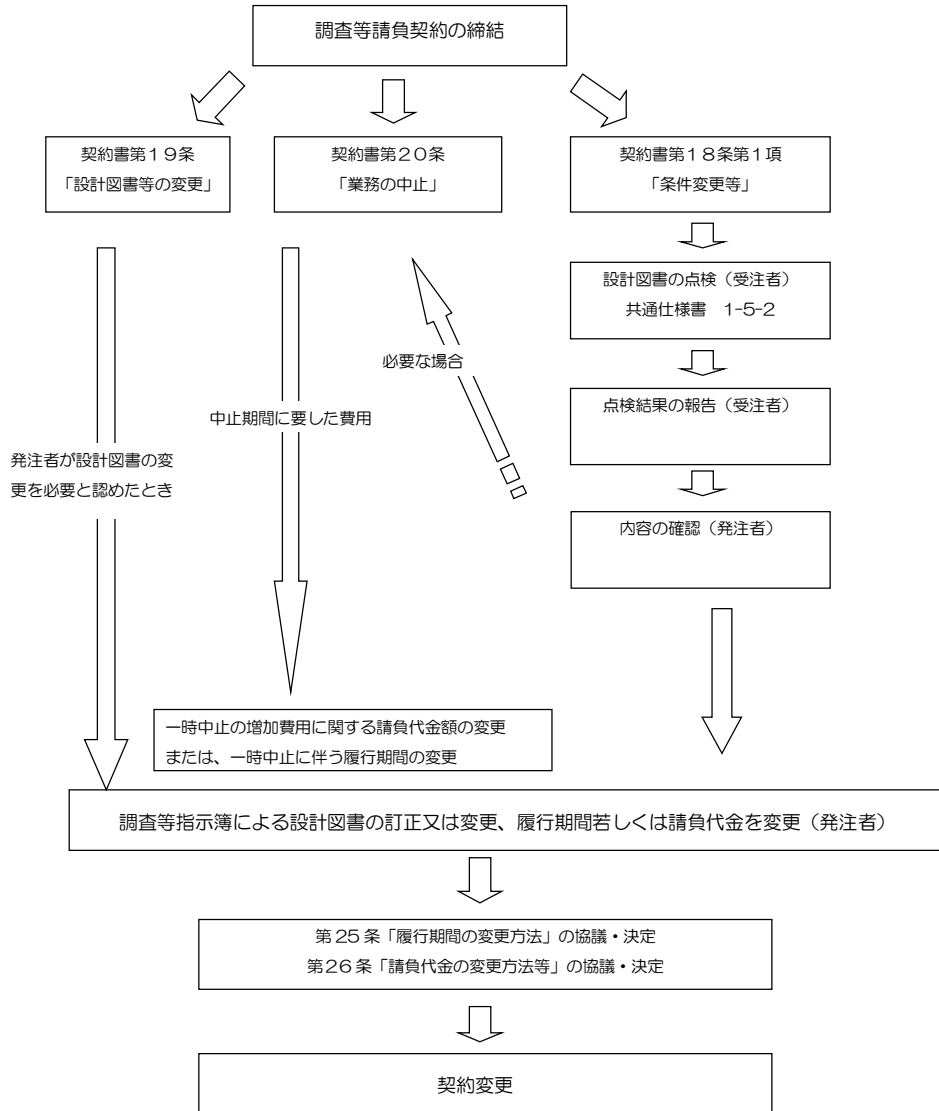 調査等請負契約の締結
契約書第１９条
「設計図書等の変更」
契約書第２０条
「業務の中止」
契約書第１８条第１項
「条件変更等」
設計図書の点検（受注者）
共通仕様書　1-5-2
必要な場合
点検結果の報告（受注者）
中止期間に要した費用
発注者が設計図書の変
更を必要と認めたとき
内容の確認（発注者）
一時中止の増加費用に関する請負代金額の変更
または、一時中止に伴う履行期間の変更
調査等指示簿による設計図書の訂正又は変更、履行期間若しくは請負代金を変更（発注者）
第25条「履行期間の変更方法」の協議・決定
第26条「請負代金の変更方法等」の協議・決定
契約変更